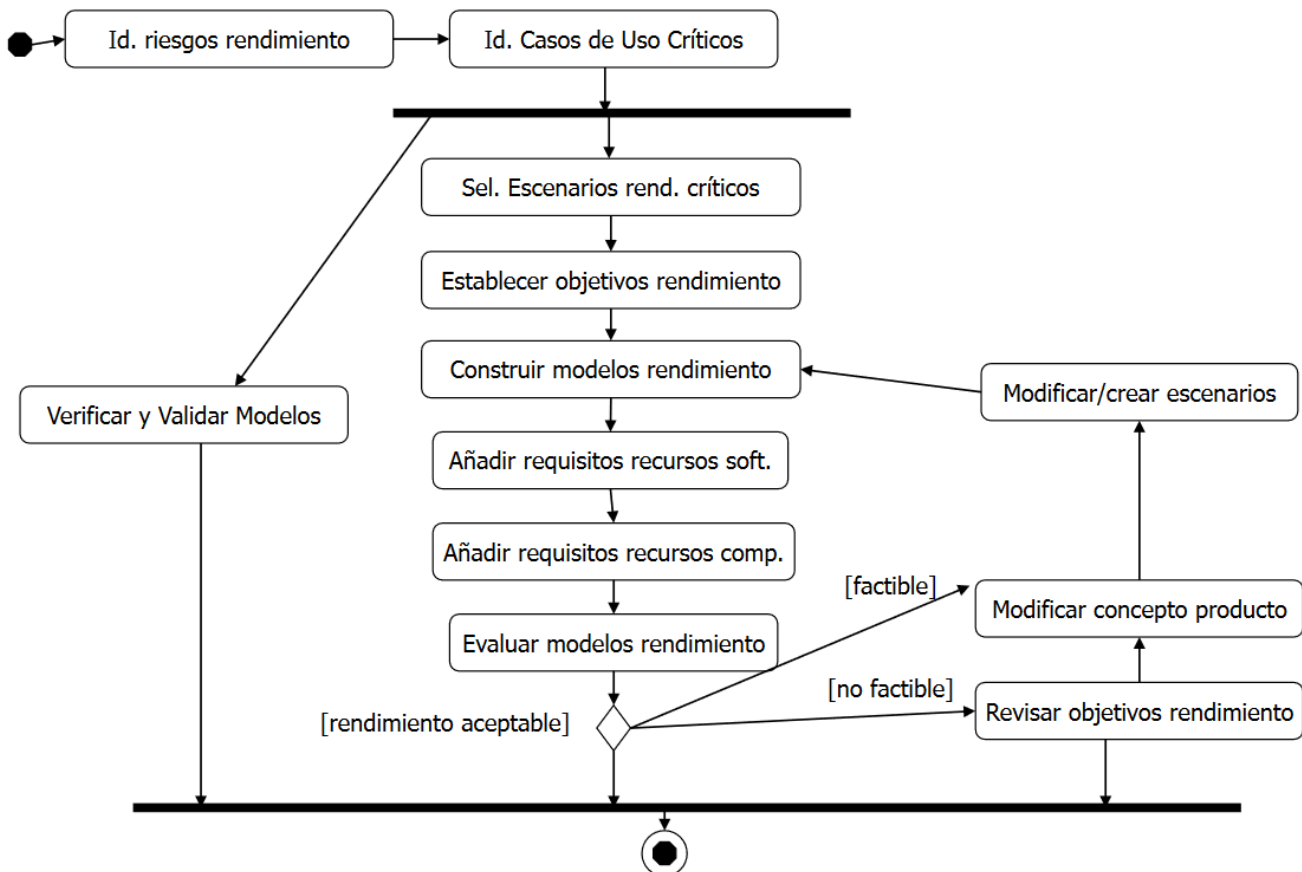 Id. riesgos rendimiento
Id. Casos de Uso Críticos
Sel. Escenarios rend. críticos
Establecer objetivos rendimiento
Construir modelos rendimiento
Modificar/crear escenarios
Verificar y Validar Modelos
Añadir requisitos recursos soft.
Añadir requisitos recursos comp.
[factible]
Modificar concepto producto
Evaluar modelos rendimiento
[no factible]
Revisar objetivos rendimiento
[rendimiento aceptable]